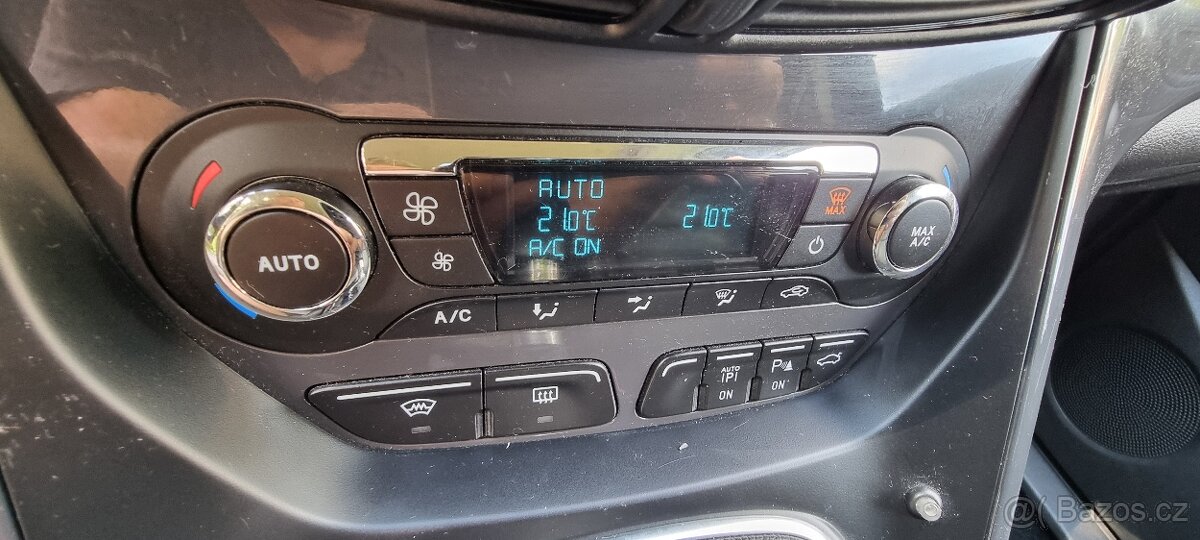 AUTO
21.0°C 21.0°C
A/C ON
MAX
AUTO
MAX
A/C
A/C
AUTO
P
ON
P
ON
@( Bazos.cz